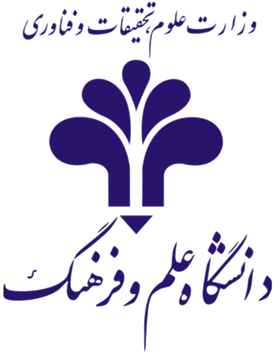 وزارت علوم، تحقیقات و فناوری
دانشگاه علم و فرهنگ